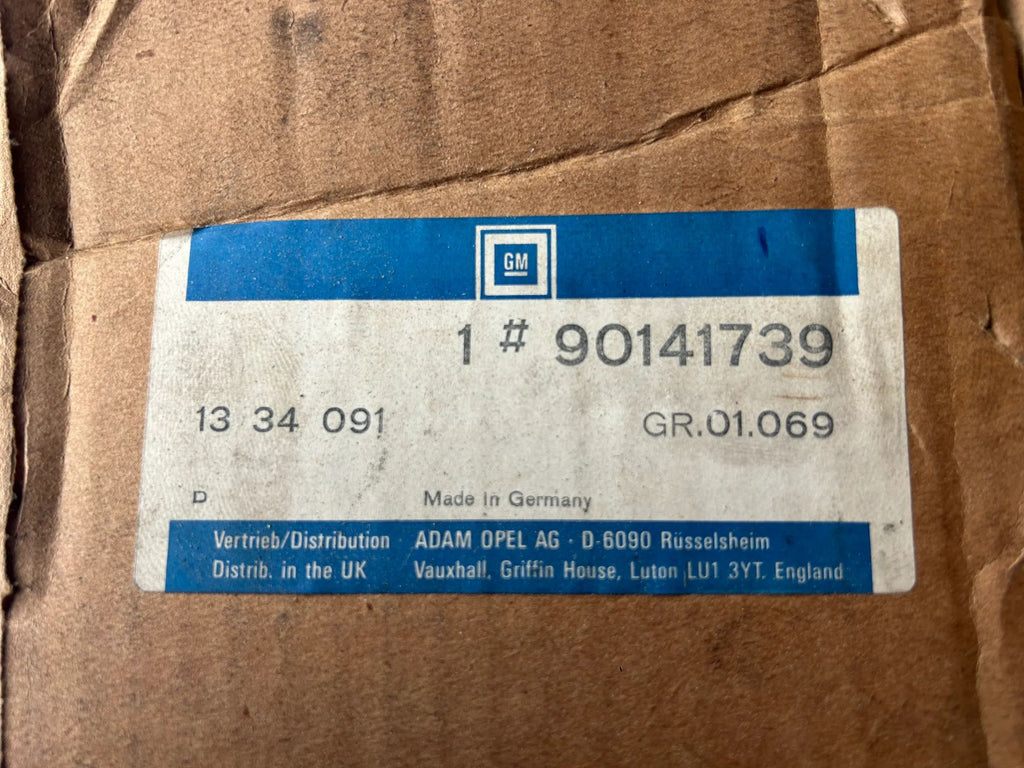 GM
1 # 90141739
13 34 091 GR.01.069
D Made in Germany
Vertrieb/Distribution ADAM OPEL AG · D-6090 Rüsselsheim
Distrib. in the UK Vauxhall, Griffin House, Luton LU1 3YT. England